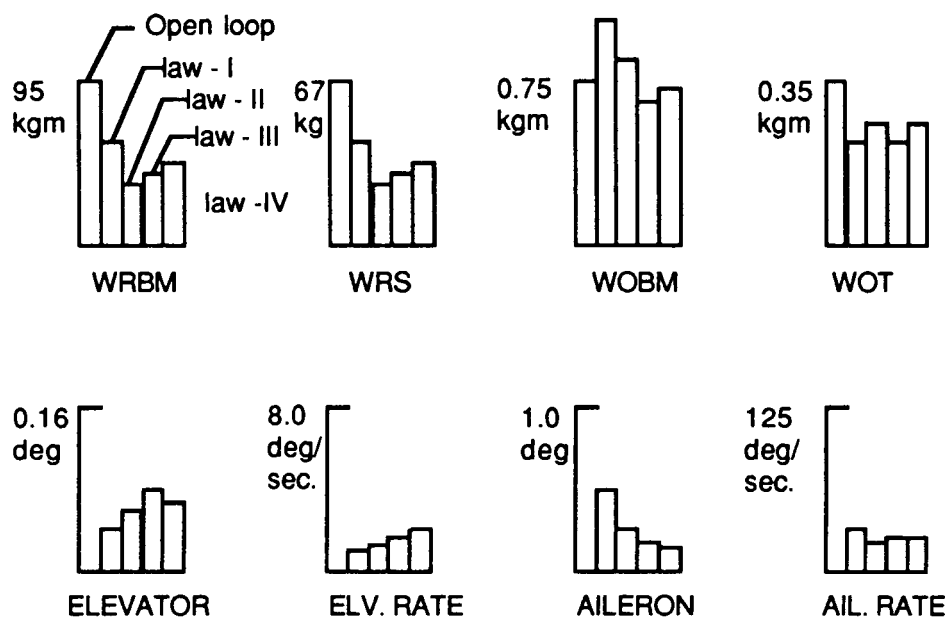 Open loop
law - I
law - II
law - III
law -IV
95
kgm
WRBM
67
kg
WRS
0.75
kgm
WOBM
0.35
kgm
WOT
0.16
deg
ELEVATOR
8.0
deg/
sec.
ELV. RATE
1.0
deg
AILERON
125
deg/
sec.
AIL. RATE